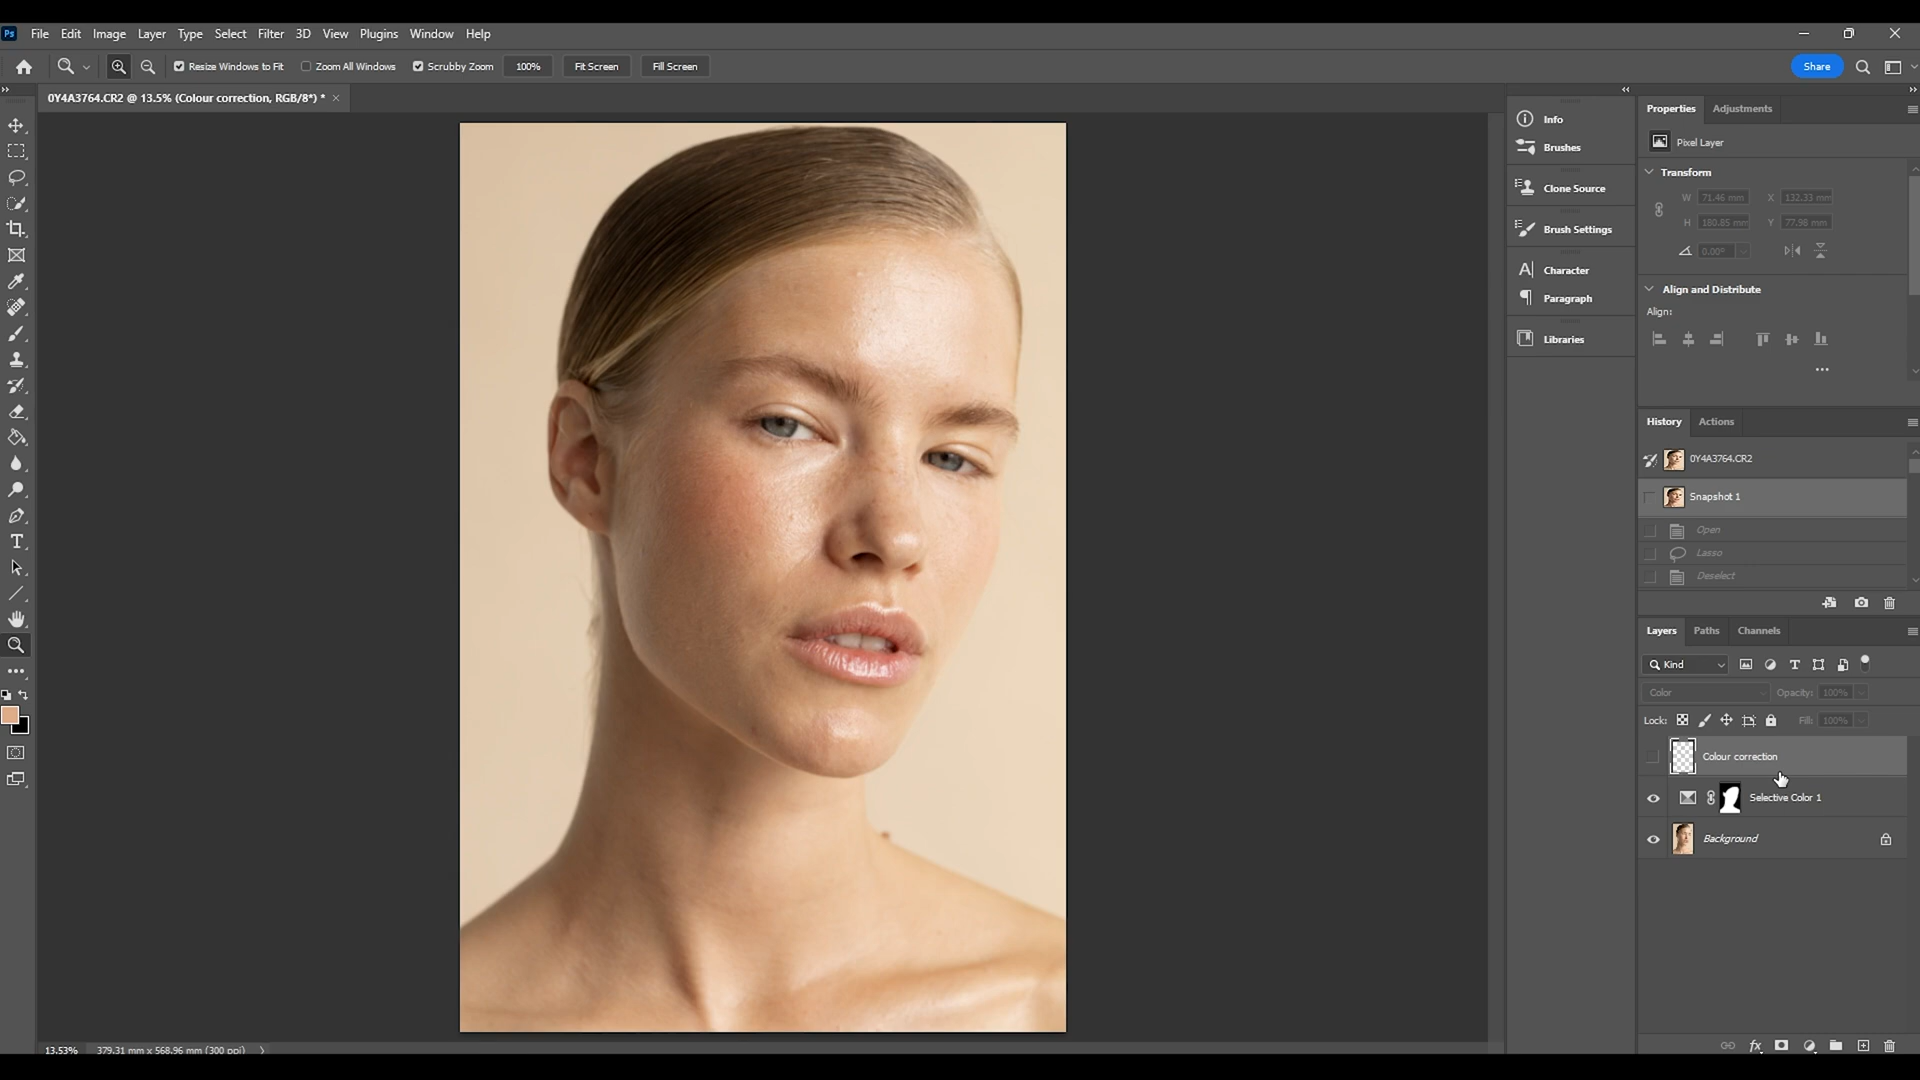 Ps File Edit Image Layer Type Select Filter 3D View Plugins Window Help
Resize Windows to Fit Zoom All Windows Scrubby Zoom 100% Fit Screen Fill Screen Share
0Y4A3764.CR2 @ 13.5% (Colour correction, RGB/8*) *
Info
Brushes
Clone Source
Brush Settings
Character
Paragraph
Libraries
Properties Adjustments
Pixel Layer
Transform
W 71.46 mm X 132.33 mm
H 180.85 mm Y 77.98 mm
0.00°
Align and Distribute
Align:
History Actions
0Y4A3764.CR2
Snapshot 1
Open
Lasso
Deselect
Layers Paths Channels
Kind
Color Opacity: 100%
Lock: Fill: 100%
Colour correction
Selective Color 1
Background
fx
13.53% 379.31 mm x 568.96 mm (300 ppi)